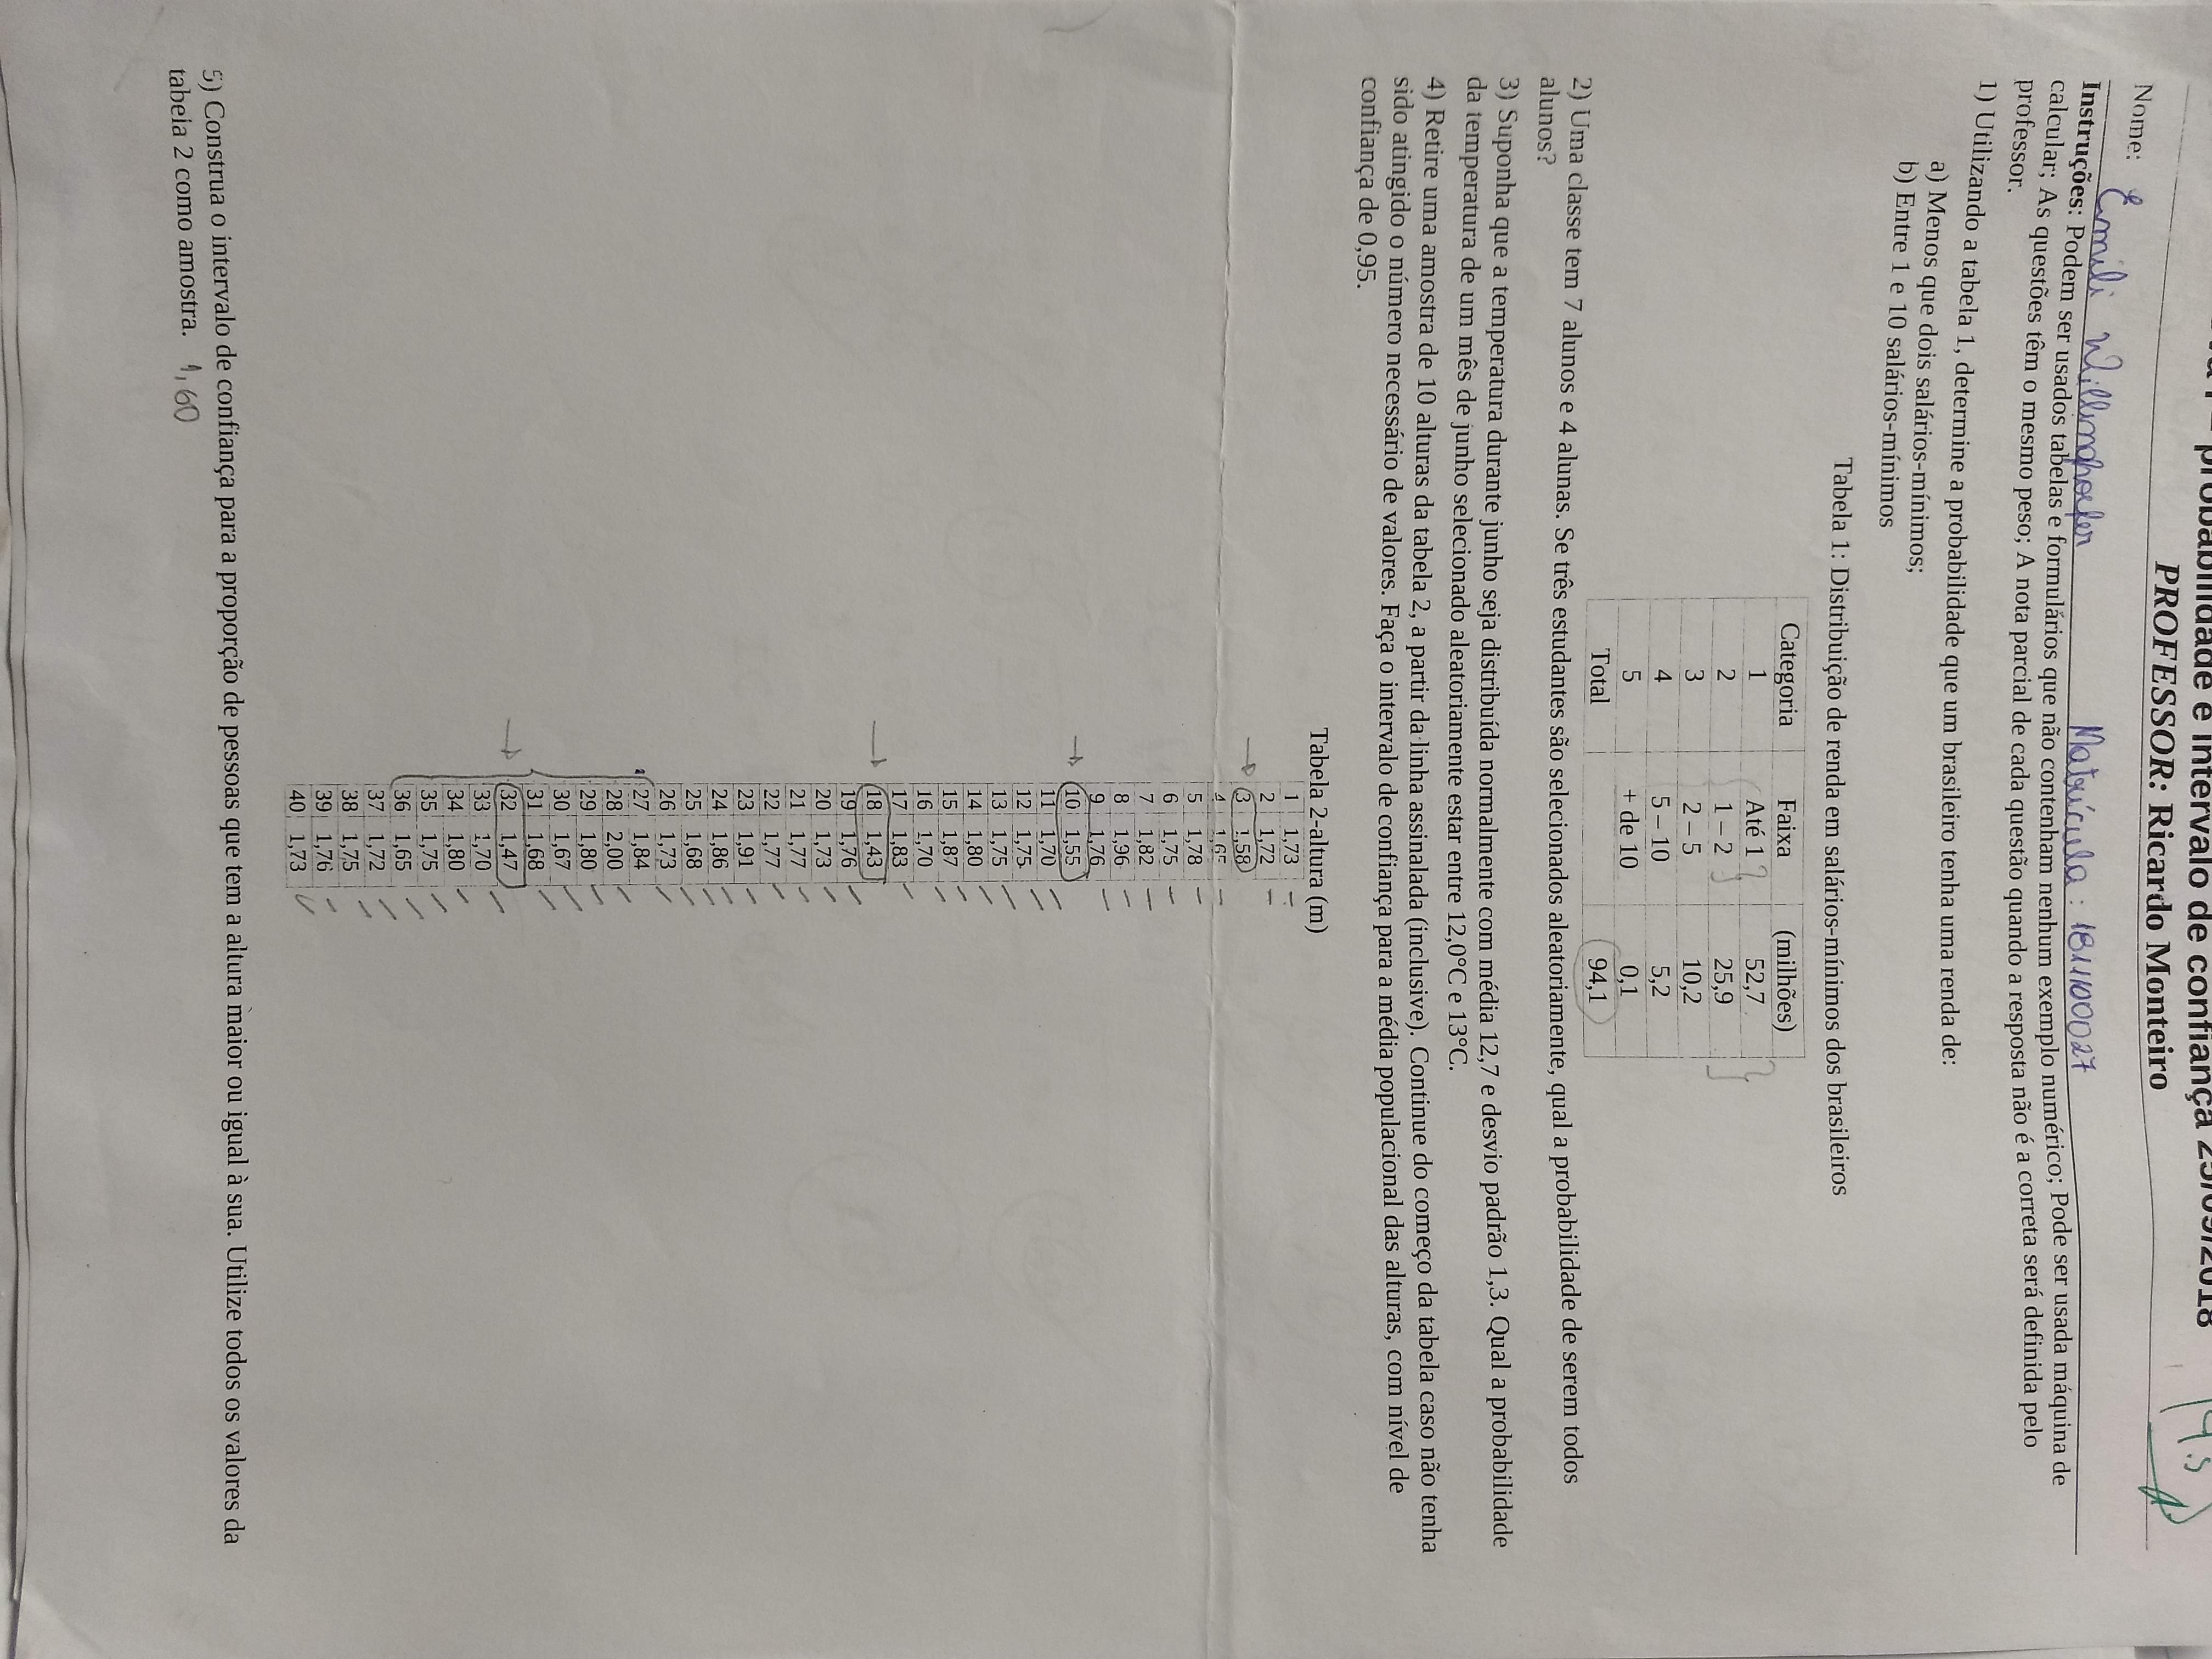 probabilidade e intervalo de confiança 25/05/2018
PROFESSOR: Ricardo Monteiro
Nome: Matrícula: 1811100027
Instruções: Podem ser usados tabelas e formulários que não contenham nenhum exemplo numérico; Pode ser usada máquina de
calcular; As questões têm o mesmo peso; A nota parcial de cada questão quando a resposta não é a correta será definida pelo
professor.
1) Utilizando a tabela 1, determine a probabilidade que um brasileiro tenha uma renda de:
a) Menos que dois salários-mínimos;
b) Entre 1 e 10 salários-mínimos
Tabela 1: Distribuição de renda em salários-mínimos dos brasileiros
Categoria Faixa (milhões)
1 Até 1 52,7
2 1 – 2 25,9
3 2 – 5 10,2
4 5 – 10 5,2
5 + de 10 0,1
Total 94,1
2) Uma classe tem 7 alunos e 4 alunas. Se três estudantes são selecionados aleatoriamente, qual a probabilidade de serem todos
alunos?
3) Suponha que a temperatura durante junho seja distribuída normalmente com média 12,7 e desvio padrão 1,3. Qual a probabilidade
da temperatura de um mês de junho selecionado aleatoriamente estar entre 12,0°C e 13°C.
4) Retire uma amostra de 10 alturas da tabela 2, a partir da linha assinalada (inclusive). Continue do começo da tabela caso não tenha
sido atingido o número necessário de valores. Faça o intervalo de confiança para a média populacional das alturas, com nível de
confiança de 0,95.
Tabela 2-altura (m)
1 1,73
2 1,72
3 1,58
4 1,65
5 1,78
6 1,75
7 1,82
8 1,96
9 1,76
10 1,55
11 1,70
12 1,75
13 1,75
14 1,80
15 1,87
16 1,70
17 1,83
18 1,43
19 1,76
20 1,73
21 1,77
22 1,77
23 1,91
24 1,86
25 1,68
26 1,73
27 1,84
28 2,00
29 1,80
30 1,67
31 1,68
32 1,47
33 1,70
34 1,80
35 1,75
36 1,65
37 1,72
38 1,75
39 1,76
40 1,73
5) Construa o intervalo de confiança para a proporção de pessoas que tem a altura maior ou igual à sua. Utilize todos os valores da
tabela 2 como amostra. 1,60